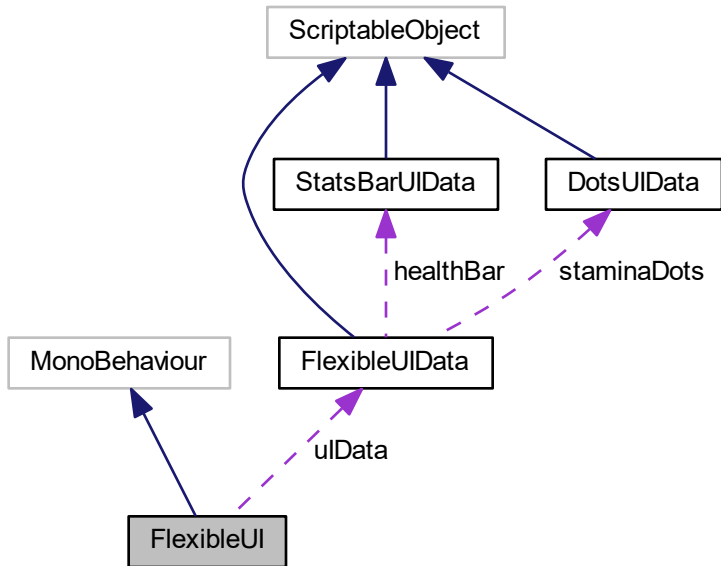 ScriptableObject
StatsBarUIData
DotsUIData
healthBar
staminaDots
MonoBehaviour
FlexibleUIData
uIData
FlexibleUI